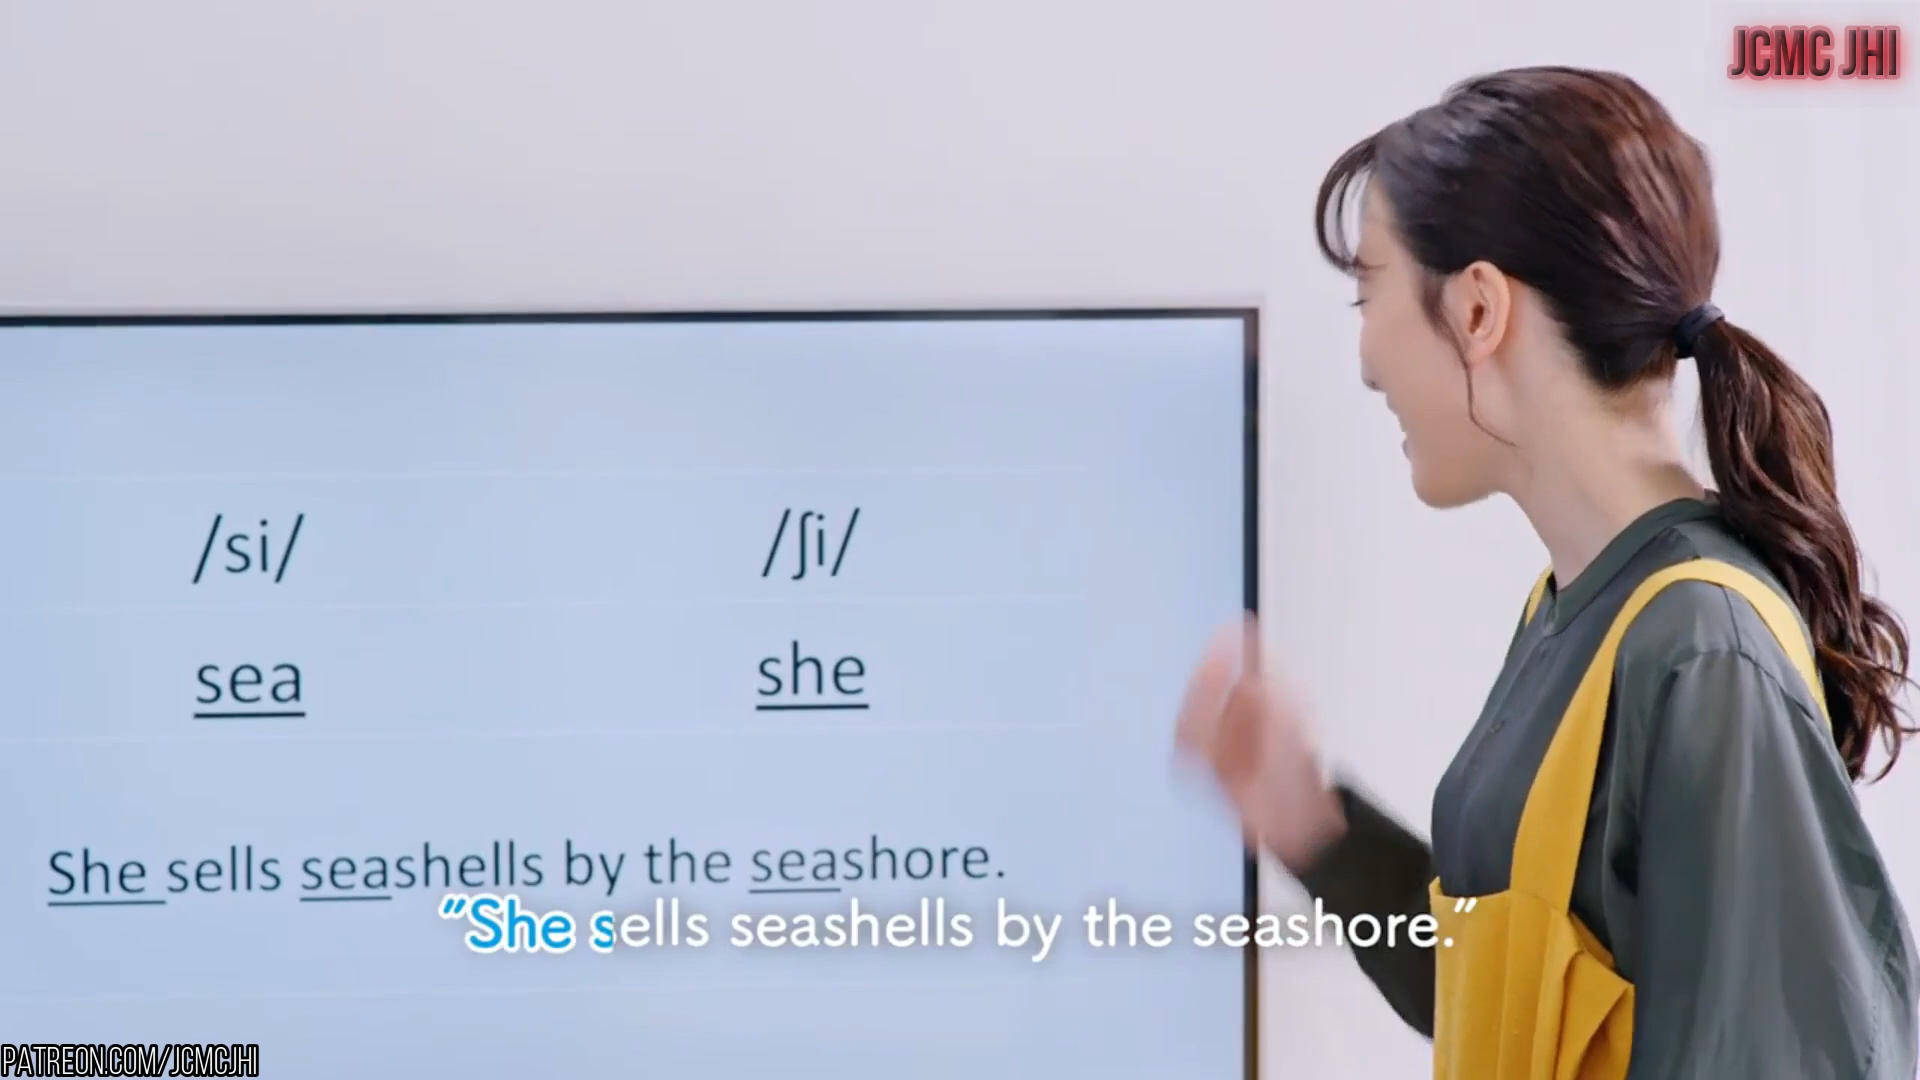 JCMC JHI
/si/ /ʃi/
sea she
She sells seashells by the seashore.
"She sells seashells by the seashore."
PATREON.COM/JCMCJHI